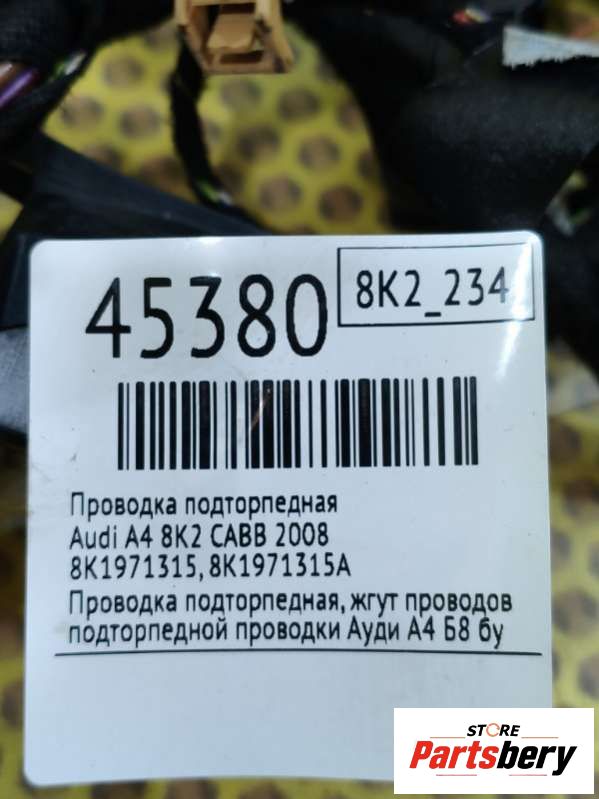 45380
8K2_234
Проводка подторпедная
Audi A4 8K2 CABB 2008
8K1971315, 8K1971315A
Проводка подторпедная, жгут проводов
подторпедной проводки Ауди А4 Б8 бу
STORE
Partsbery